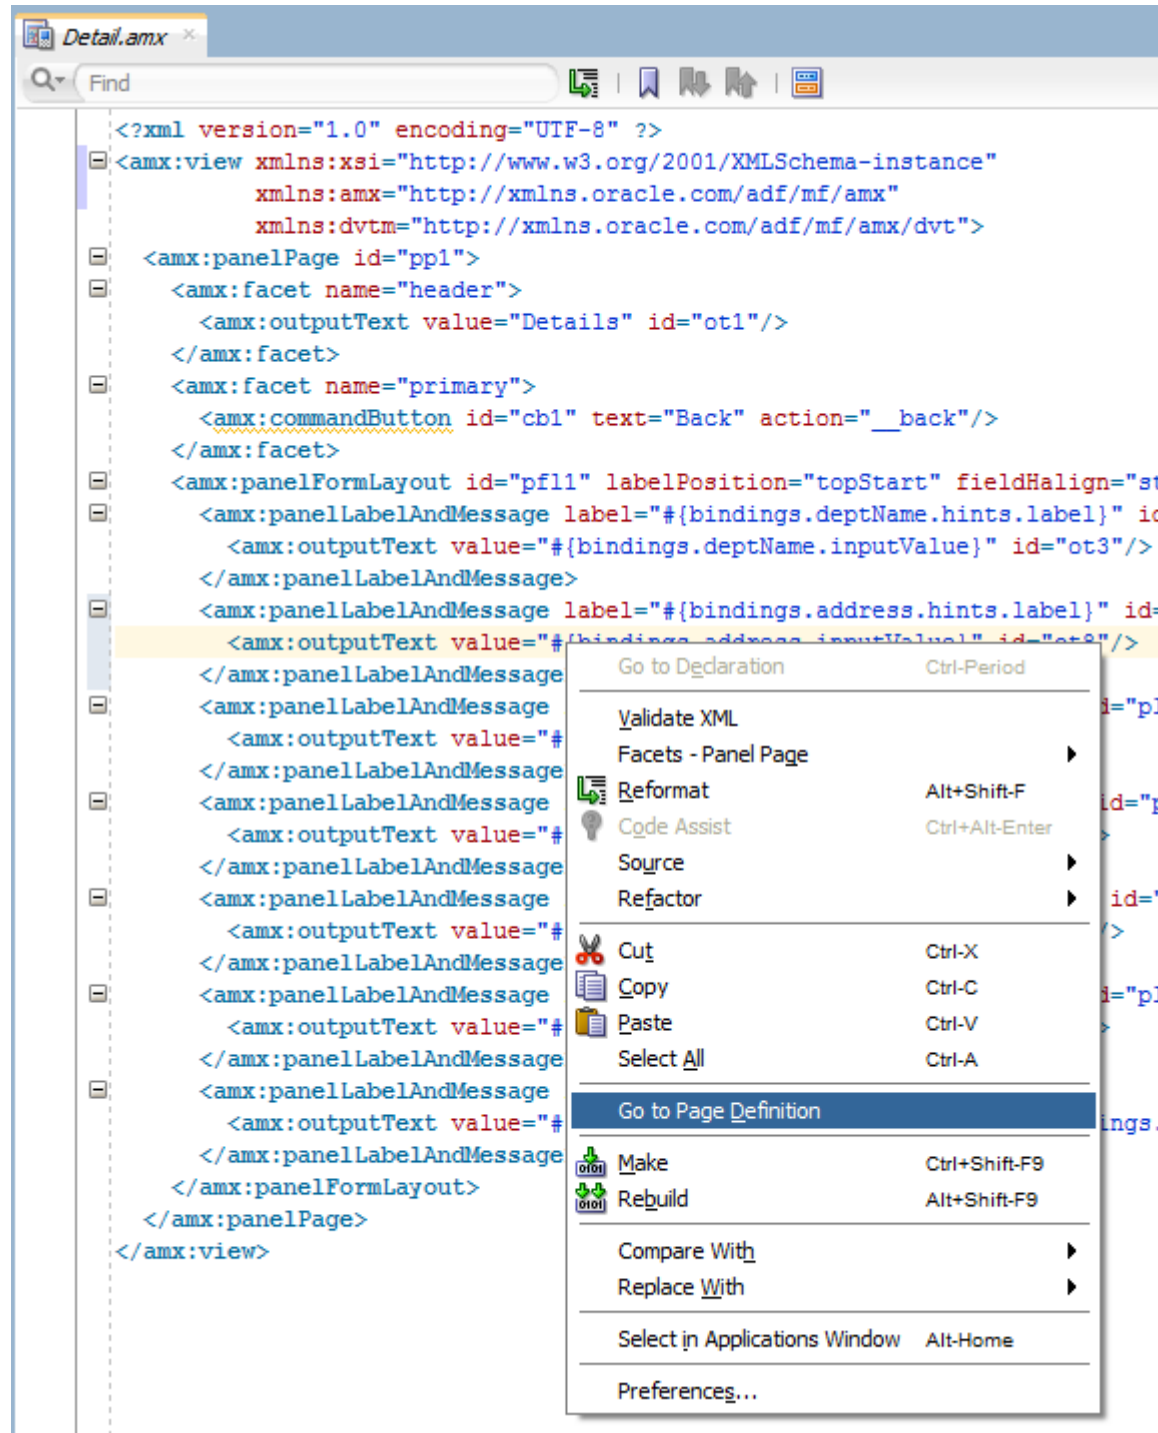 Detail.amx
Find
<?xml version="1.0" encoding="UTF-8" ?>
<amx:view xmlns:xsi="http://www.w3.org/2001/XMLSchema-instance"
xmlns:amx="http://xmlns.oracle.com/adf/mf/amx"
xmlns:dvtm="http://xmlns.oracle.com/adf/mf/amx/dvt">
<amx:panelPage id="pp1">
<amx:facet name="header">
<amx:outputText value="Details" id="ot1"/>
</amx:facet>
<amx:facet name="primary">
<amx:commandButton id="cb1" text="Back" action="__back"/>
</amx:facet>
<amx:panelFormLayout id="pfl1" labelPosition="topStart" fieldHalign="st
<amx:panelLabelAndMessage label="#{bindings.deptName.hints.label}" id
<amx:outputText value="#{bindings.deptName.inputValue}" id="ot3"/>
</amx:panelLabelAndMessage>
<amx:panelLabelAndMessage label="#{bindings.address.hints.label}" id=
<amx:outputText value="#{bindings.address.inputValue}" id="ot8"/>
</amx:panelLabelAndMessage
Go to Declaration Ctrl-Period
<amx:panelLabelAndMessage
Validate XML
<amx:outputText value="#
Facets - Panel Page
</amx:panelLabelAndMessage
Reformat Alt+Shift-F
<amx:panelLabelAndMessage
Code Assist Ctrl+Alt-Enter
<amx:outputText value="#
Source
</amx:panelLabelAndMessage
Refactor
<amx:panelLabelAndMessage id="
<amx:outputText value="# />
Cut Ctrl-X
</amx:panelLabelAndMessage
Copy Ctrl-C
<amx:panelLabelAndMessage
Paste Ctrl-V
<amx:outputText value="#
Select All Ctrl-A
</amx:panelLabelAndMessage
<amx:panelLabelAndMessage
Go to Page Definition
<amx:outputText value="# ings.
</amx:panelLabelAndMessage
Make Ctrl+Shift-F9
</amx:panelFormLayout>
Rebuild Alt+Shift-F9
</amx:panelPage>
</amx:view>
Compare With
Replace With
Select in Applications Window Alt-Home
Preferences...